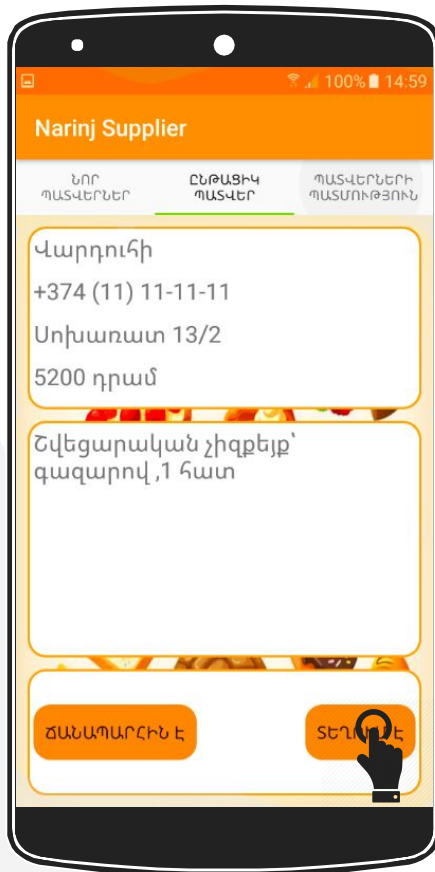 100% 14:59
Narinj Supplier
ՆՈՐ
ՊԱՏՎԵՐՆԵՐ
ԸՆԹԱՑԻԿ
ՊԱՏՎԵՐ
ՊԱՏՎԵՐՆԵՐԻ
ՊԱՏՄՈՒԹՅՈՒՆ
Վարդուհի
+374 (11) 11-11-11
Սոխառատ 13/2
5200 դրամ
Շվեցարական չիզքեյք՝
գազարով ,1 հատ
ՃԱՆԱՊԱՐՀԻՆ Է